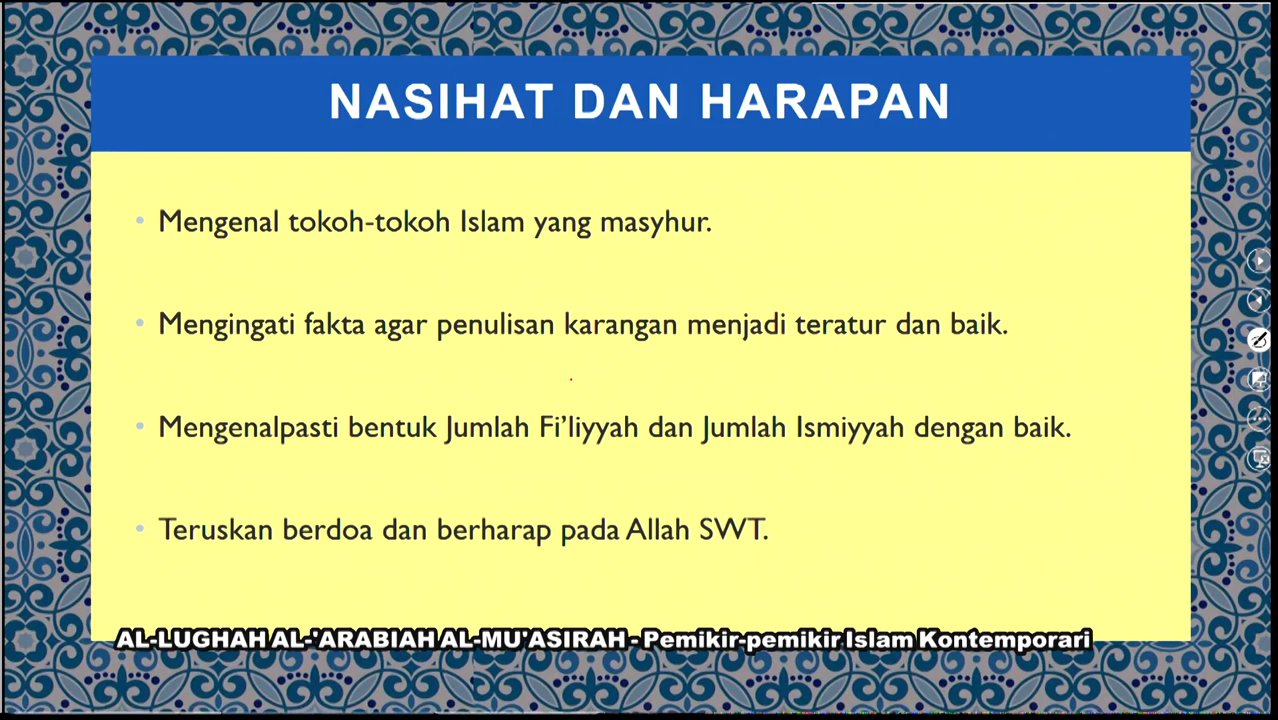 NASIHAT DAN HARAPAN
• Mengenal tokoh-tokoh Islam yang masyhur.
• Mengingati fakta agar penulisan karangan menjadi teratur dan baik.
• Mengenalpasti bentuk Jumlah Fi’liyyah dan Jumlah Ismiyyah dengan baik.
• Teruskan berdoa dan berharap pada Allah SWT.
AL-LUGHAH AL-'ARABIAH AL-MU'ASIRAH - Pemikir-pemikir Islam Kontemporari